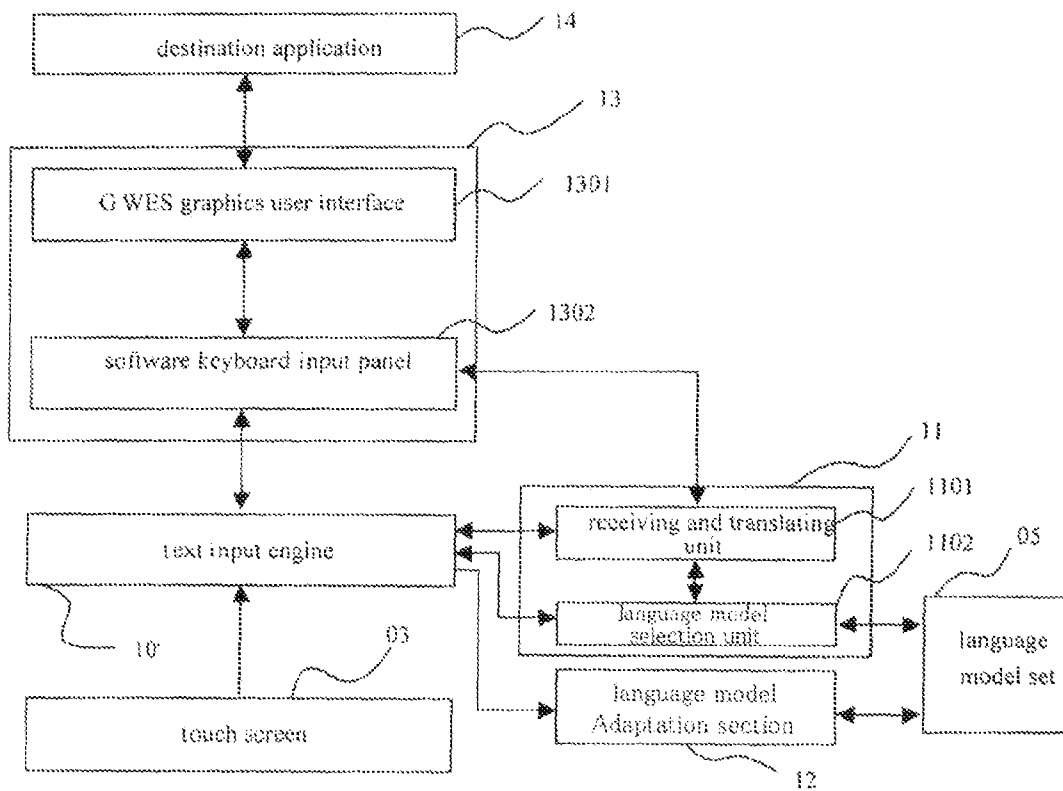 destination application
14
13
G WES graphics user interface
1301
1302
software keyboard input panel
11
1101
receiving and translating
unit
1102
05
text input engine
language model
selection unit
language
model set
10'
03
language model
Adaptation section
touch screen
12